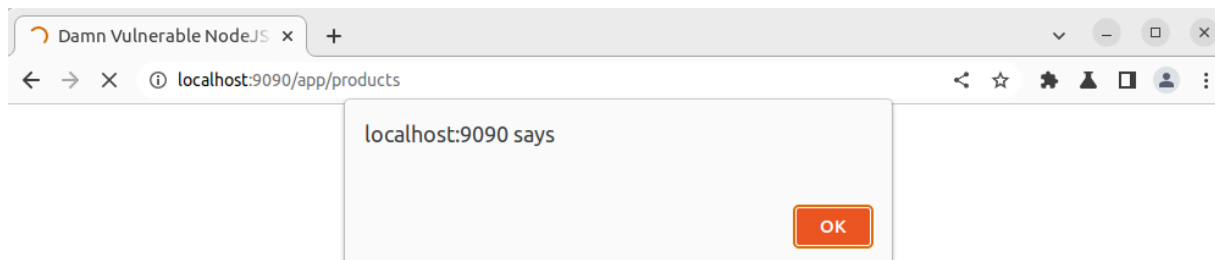 Damn Vulnerable NodeJS
localhost:9090/app/products
localhost:9090 says
OK